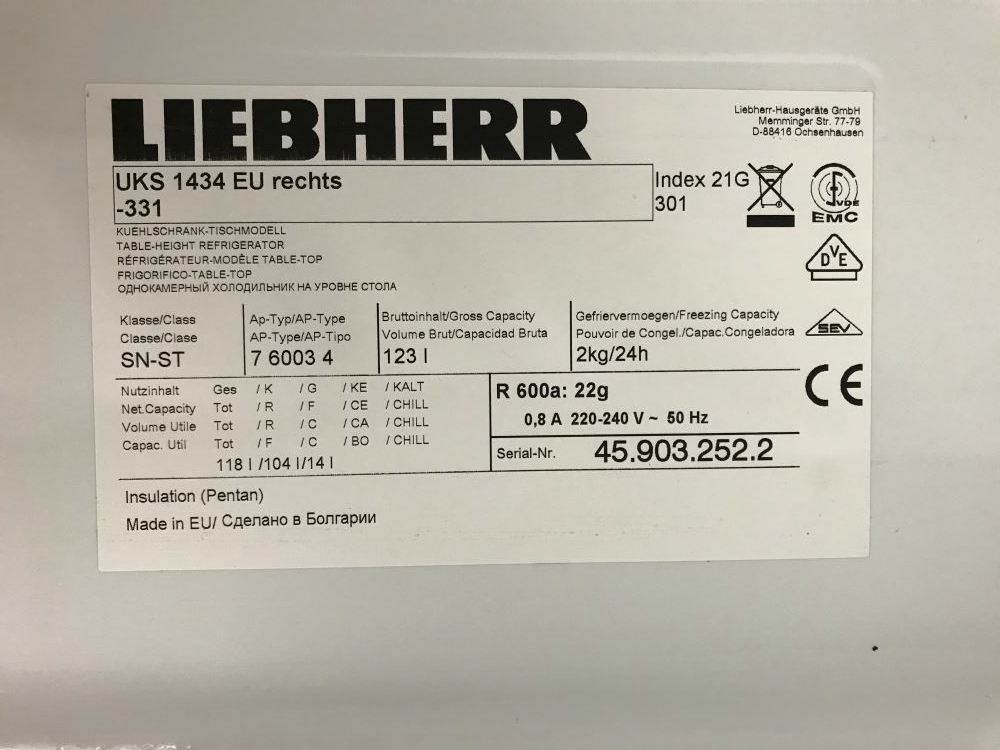 LIEBHERR
Liebherr-Hausgeräte GmbH
Memminger Str. 77-79
D-88416 Ochsenhausen
UKS 1434 EU rechts
-331
Index 21G
301
VDE
EMC
KUEHLSCHRANK-TISCHMODELL
TABLE-HEIGHT REFRIGERATOR
RÉFRIGÉRATEUR-MODÈLE TABLE-TOP
FRIGORIFICO-TABLE-TOP
ОДНОКАМЕРНЫЙ ХОЛОДИЛЬНИК НА УРОВНЕ СТОЛА
DVE
Klasse/Class
Classe/Clase
SN-ST
Ap-Typ/AP-Type
AP-Type/AP-Tipo
7 6003 4
Bruttoinhalt/Gross Capacity
Volume Brut/Capacidad Bruta
123 l
Gefriervermoegen/Freezing Capacity
Pouvoir de Congel./Capac.Congeladora
2kg/24h
SEV
CE
Nutzinhalt Ges / K / G / KE / KALT
Net.Capacity Tot / R / F / CE / CHILL
Volume Utile Tot / R / C / CA / CHILL
Capac. Util Tot / F / C / BO / CHILL
118 l /104 l/14 l
R 600a: 22g
0,8 A 220-240 V ~ 50 Hz
Serial-Nr. 45.903.252.2
Insulation (Pentan)
Made in EU/ Сделано в Болгарии